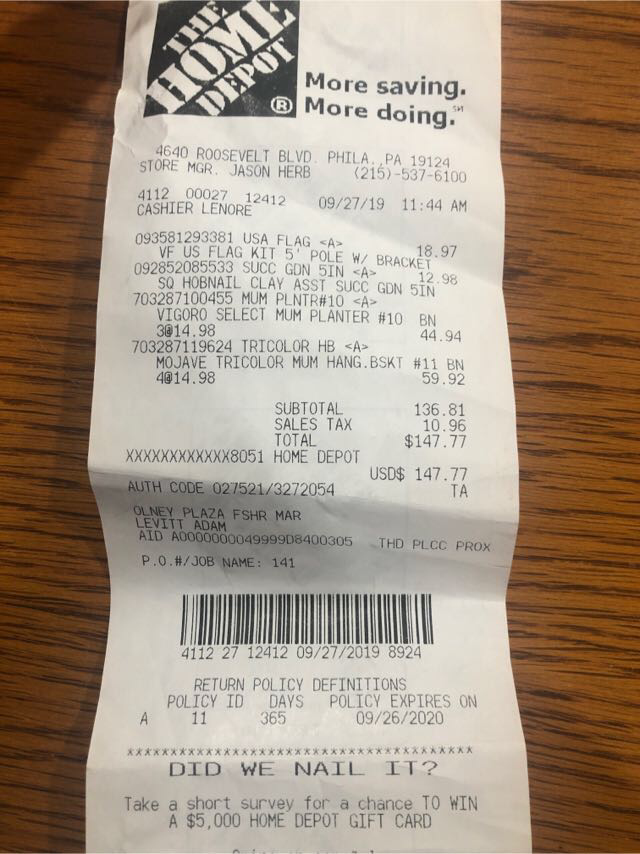 THE
HOME
DEPOT
®
More saving.
More doing.℠
4640 ROOSEVELT BLVD. PHILA.,PA 19124
STORE MGR. JASON HERB (215)-537-6100
4112 00027 12412 09/27/19 11:44 AM
CASHIER LENORE
093581293381 USA FLAG <A> 18.97
VF US FLAG KIT 5' POLE W/ BRACKET
092852085533 SUCC GDN 5IN <A> 12.98
SQ HOBNAIL CLAY ASST SUCC GDN 5IN
703287100455 MUM PLNTR#10 <A>
VIGORO SELECT MUM PLANTER #10 BN
3@14.98 44.94
703287119624 TRICOLOR HB <A>
MOJAVE TRICOLOR MUM HANG.BSKT #11 BN
4@14.98 59.92
SUBTOTAL 136.81
SALES TAX 10.96
TOTAL $147.77
XXXXXXXXXXXX8051 HOME DEPOT
USD$ 147.77
AUTH CODE 027521/3272054 TA
OLNEY PLAZA FSHR MAR
LEVITT ADAM
AID A0000000049999D8400305 THD PLCC PROX
P.O.#/JOB NAME: 141
4112 27 12412 09/27/2019 8924
RETURN POLICY DEFINITIONS
POLICY ID DAYS POLICY EXPIRES ON
A 11 365 09/26/2020
***************************************
DID WE NAIL IT?
Take a short survey for a chance TO WIN
A $5,000 HOME DEPOT GIFT CARD